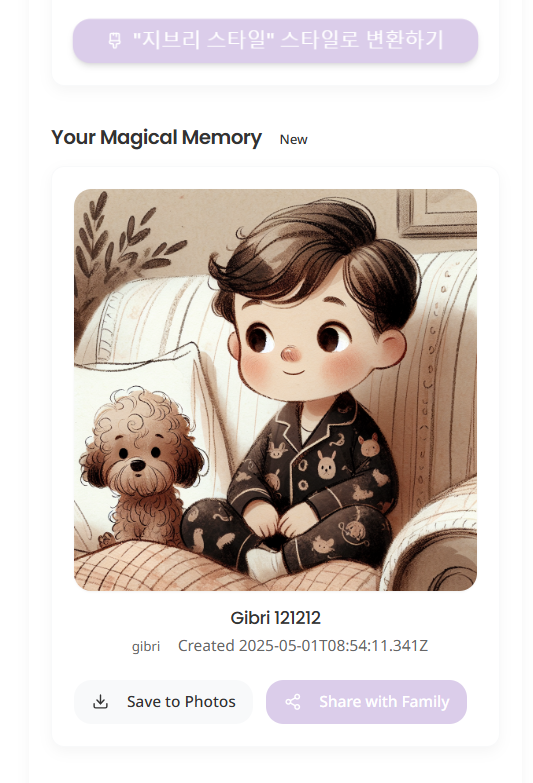 "지브리 스타일" 스타일로 변환하기
Your Magical Memory New
Gibri 121212
gibri Created 2025-05-01T08:54:11.341Z
Save to Photos Share with Family